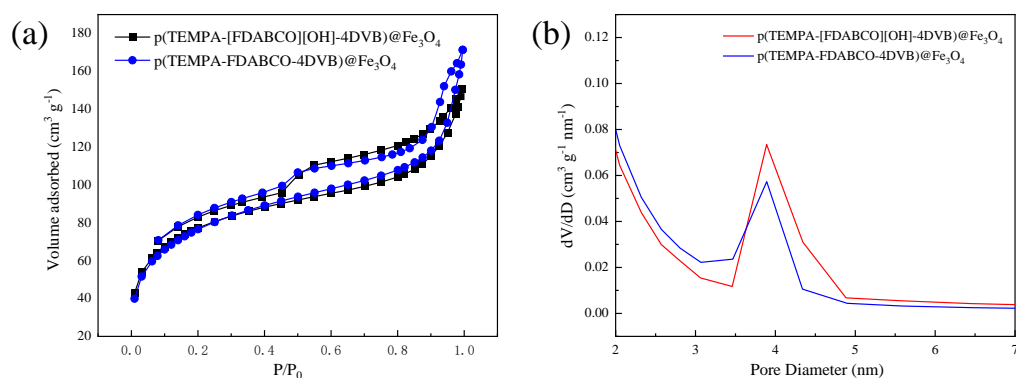 (a)
p(TEMPA-[FDABCO][OH]-4DVB)@Fe₃O₄
p(TEMPA-FDABCO-4DVB)@Fe₃O₄
Volume adsorbed (cm³ g⁻¹)
180
160
140
120
100
80
60
40
20
0.0 0.2 0.4 0.6 0.8 1.0
P/P₀
(b)
p(TEMPA-[FDABCO][OH]-4DVB)@Fe₃O₄
p(TEMPA-FDABCO-4DVB)@Fe₃O₄
dV/dD (cm³ g⁻¹ nm⁻¹)
0.12
0.10
0.08
0.06
0.04
0.02
0.00
2 3 4 5 6 7
Pore Diameter (nm)